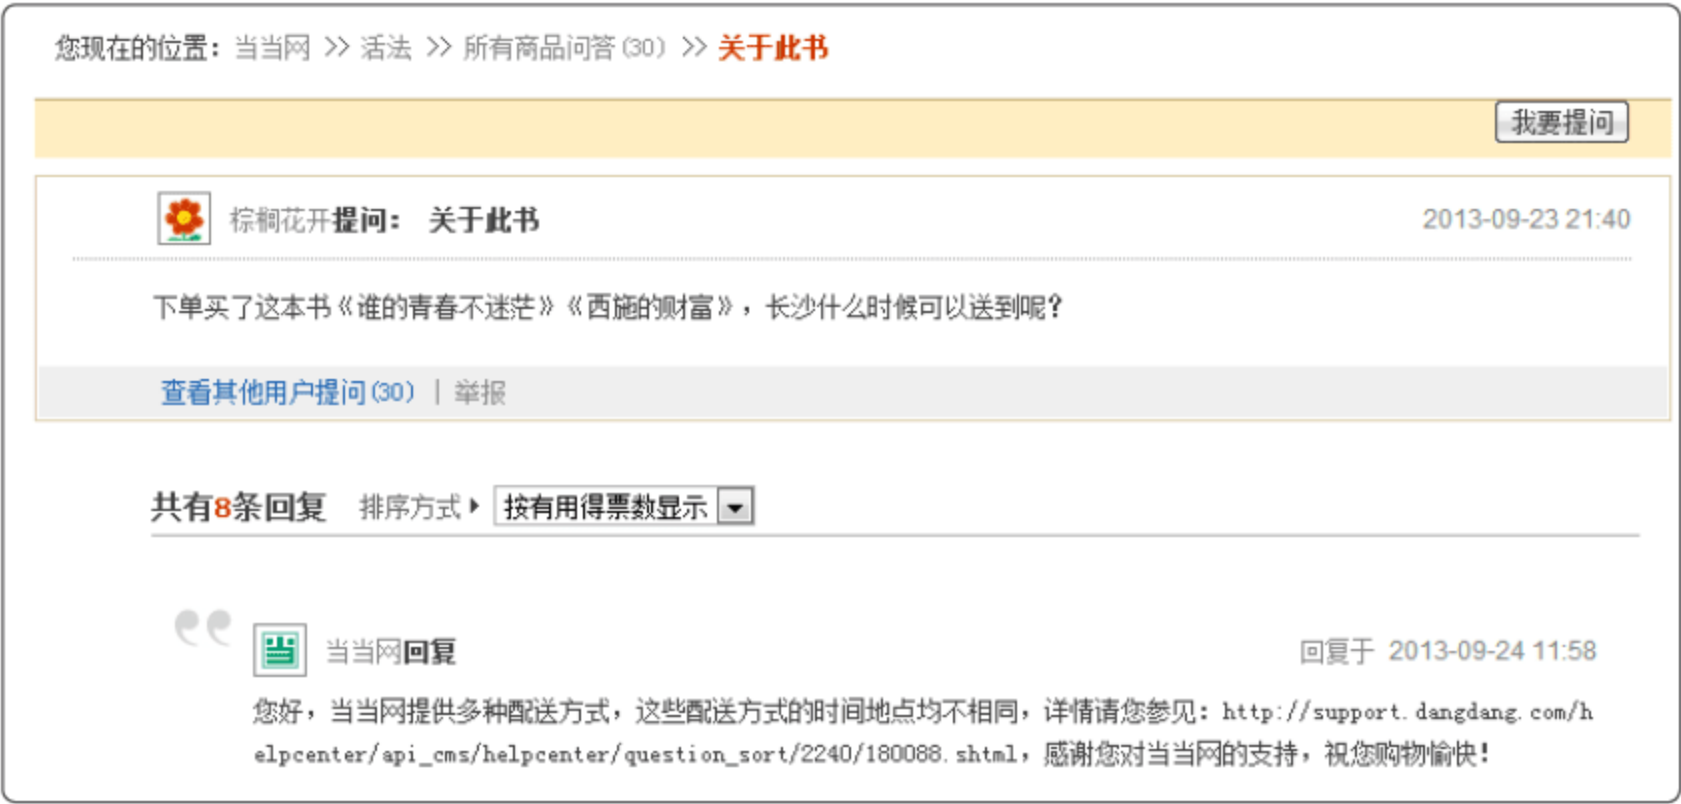 您现在的位置：当当网 >> 活法 >> 所有商品问答(30) >> 关于此书
我要提问
棕榈花开提问： 关于此书
2013-09-23 21:40
下单买了这本书《谁的青春不迷茫》《西施的财富》，长沙什么时候可以送到呢？
查看其他用户提问(30) | 举报
共有8条回复 排序方式 按有用得票数显示
当当网回复
回复于 2013-09-24 11:58
您好，当当网提供多种配送方式，这些配送方式的时间地点均不相同，详情请您参见：http://support.dangdang.com/h
elpcenter/api_cms/helpcenter/question_sort/2240/180088.shtml，感谢您对当当网的支持，祝您购物愉快！